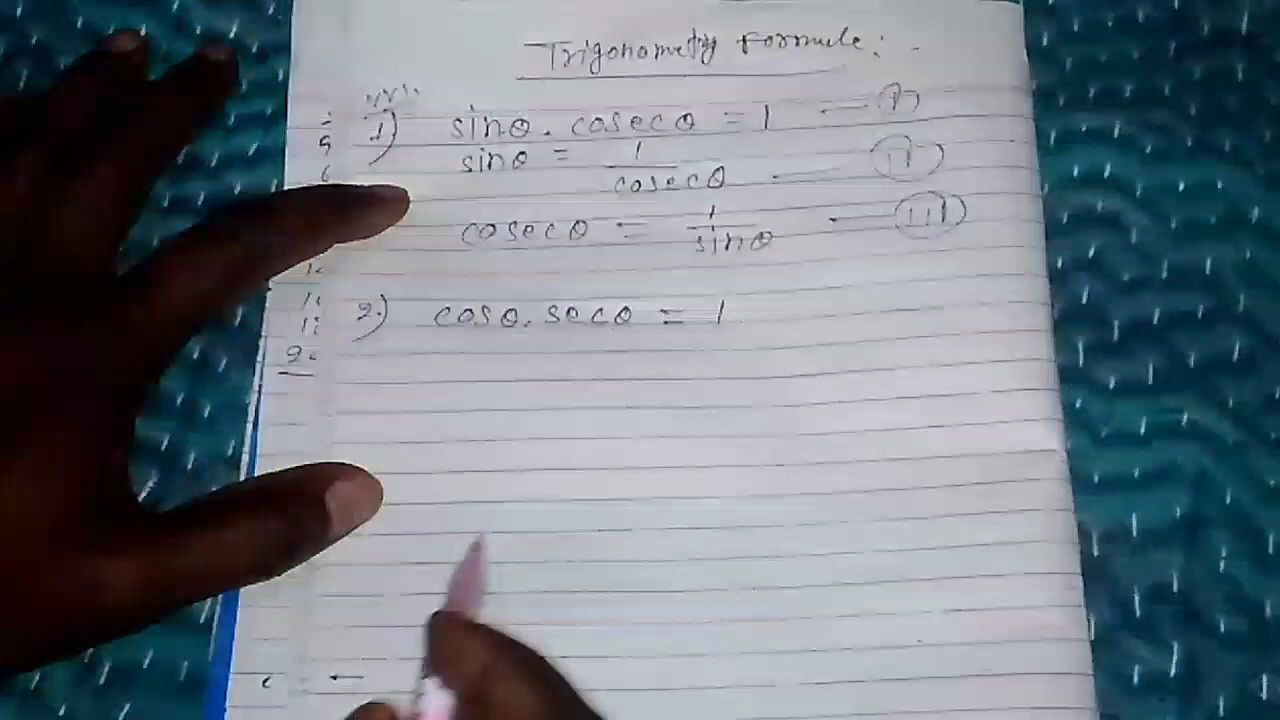 Trigonometry Formule:
1) sinθ . cosecθ = 1 — (I)
sinθ = 1/cosecθ — (II)
cosecθ = 1/sinθ — (III)
2.) cosθ . secθ = 1